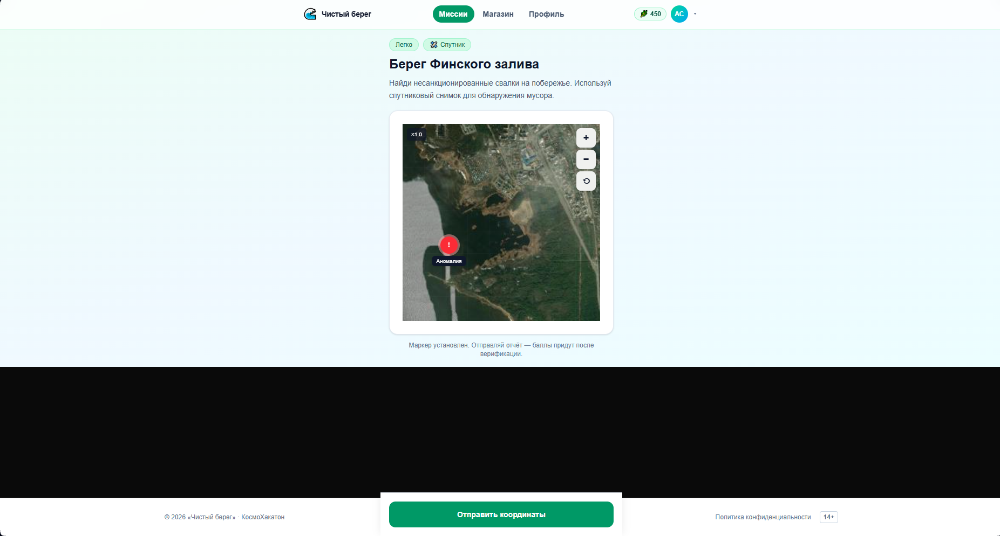 Чистый берег
Миссии
Магазин
Профиль
450
АС
Легко
Спутник
Берег Финского залива
Найди несанкционированные свалки на побережье. Используй
спутниковый снимок для обнаружения мусора.
×1.0
+
−
!
Аномалия
Маркер установлен. Отправляй отчёт — баллы придут после
верификации.
© 2026 «Чистый берег» · КосмоХакатон
Отправить координаты
Политика конфиденциальности
14+